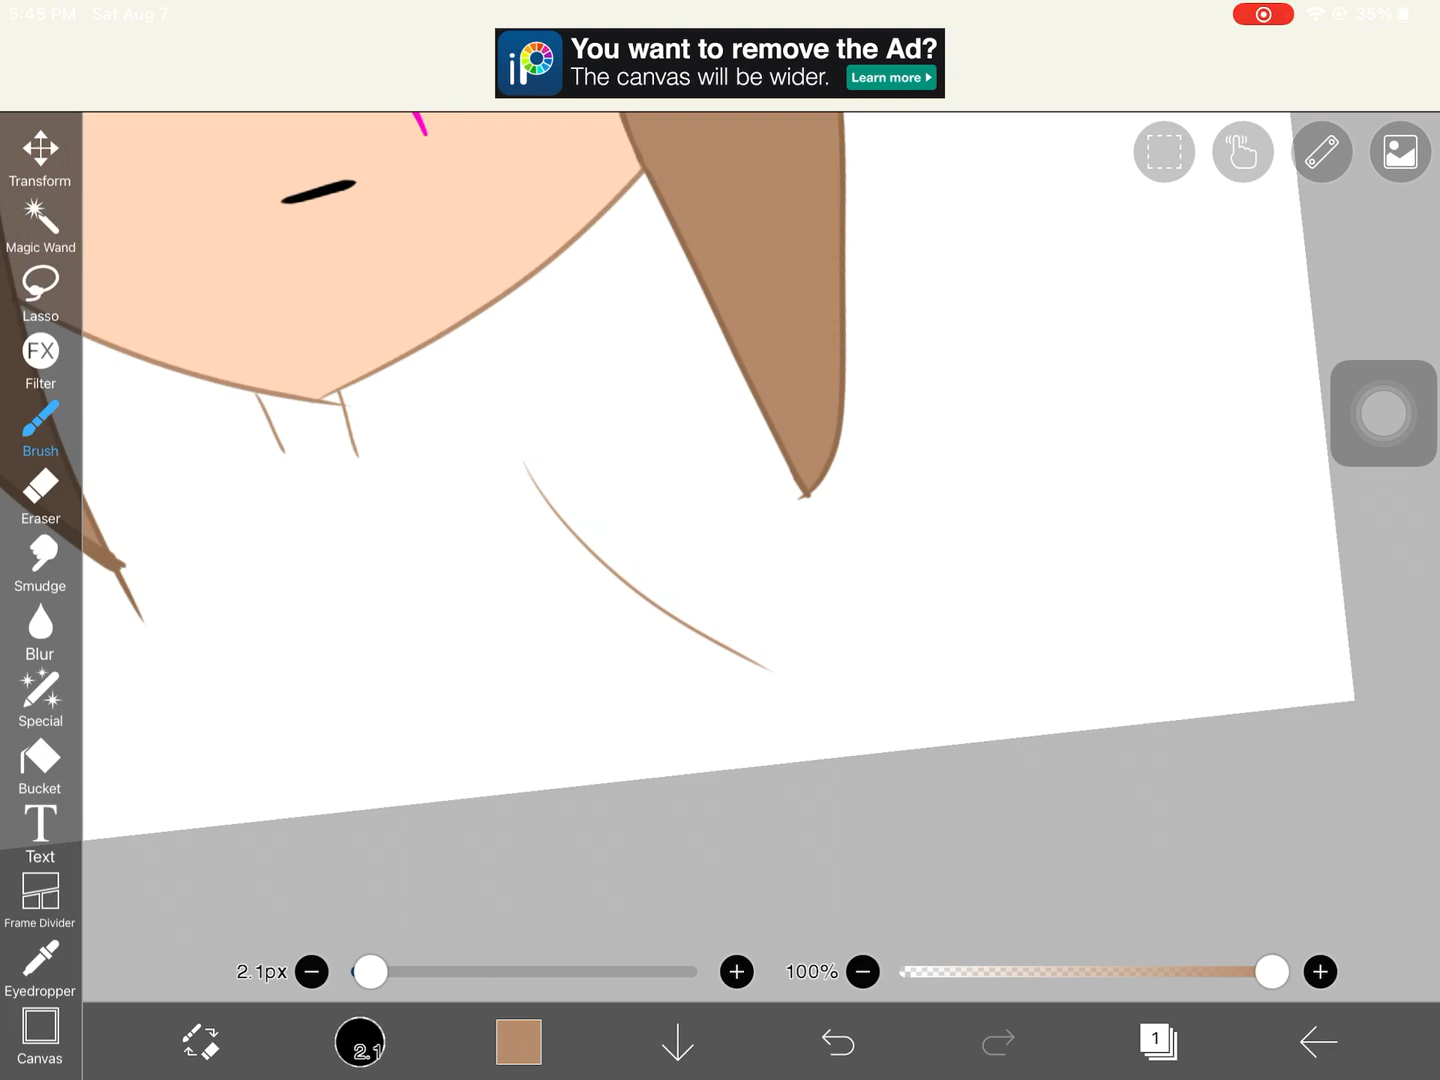 5:45 PM Sat Aug 7
35%
iP
You want to remove the Ad?
The canvas will be wider.
Learn more
Transform
Magic Wand
Lasso
FX
Filter
Brush
Eraser
Smudge
Blur
Special
Bucket
T
Text
Frame Divider
Eyedropper
Canvas
2.1px
100%
2.1
1